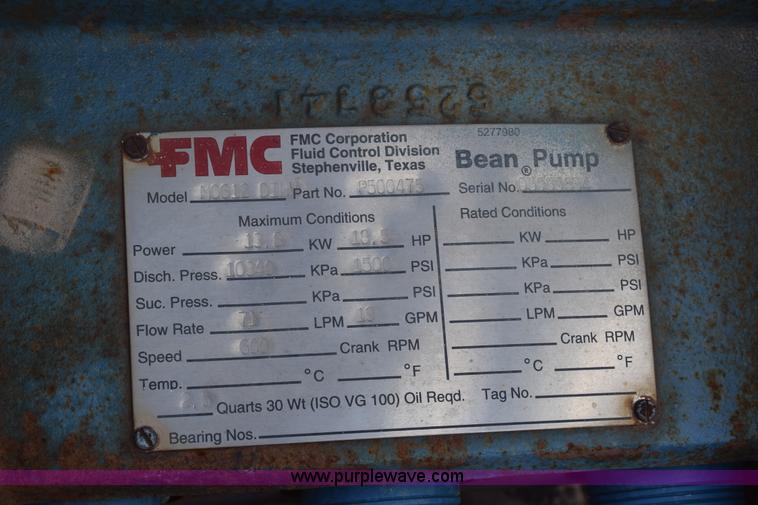 FMC
FMC Corporation
Fluid Control Division
Stephenville, Texas
5277980
Bean® Pump
Model Part No. P500475 Serial No.
Maximum Conditions
Rated Conditions
Power KW HP KW HP
Disch. Press. KPa 1500 PSI KPa PSI
Suc. Press. KPa PSI KPa PSI
Flow Rate LPM GPM LPM GPM
Speed Crank RPM Crank RPM
Temp. °C °F °C °F
Quarts 30 Wt (ISO VG 100) Oil Reqd. Tag No.
Bearing Nos.
www.purplewave.com